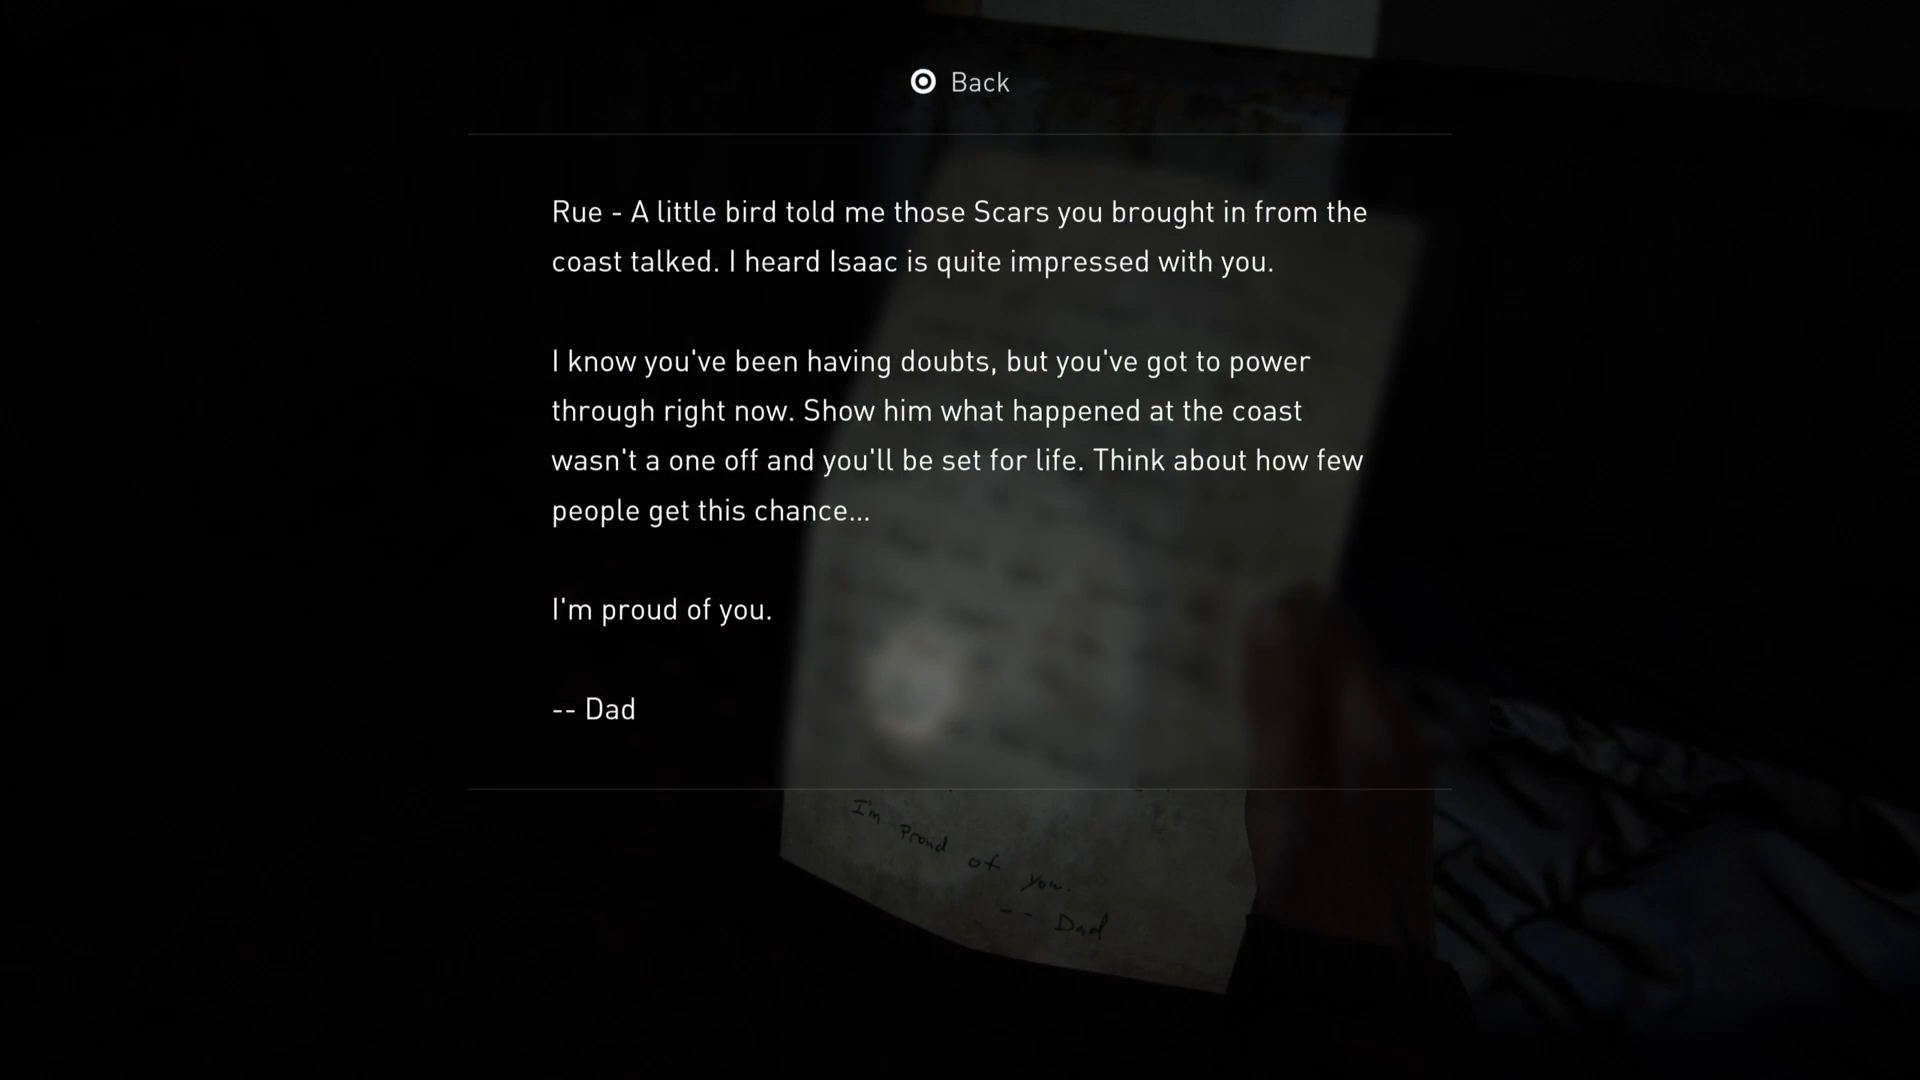 Back
Rue - A little bird told me those Scars you brought in from the
coast talked. I heard Isaac is quite impressed with you.
I know you've been having doubts, but you've got to power
through right now. Show him what happened at the coast
wasn't a one off and you'll be set for life. Think about how few
people get this chance...
I'm proud of you.
-- Dad
I'm proud of you.
-- Dad